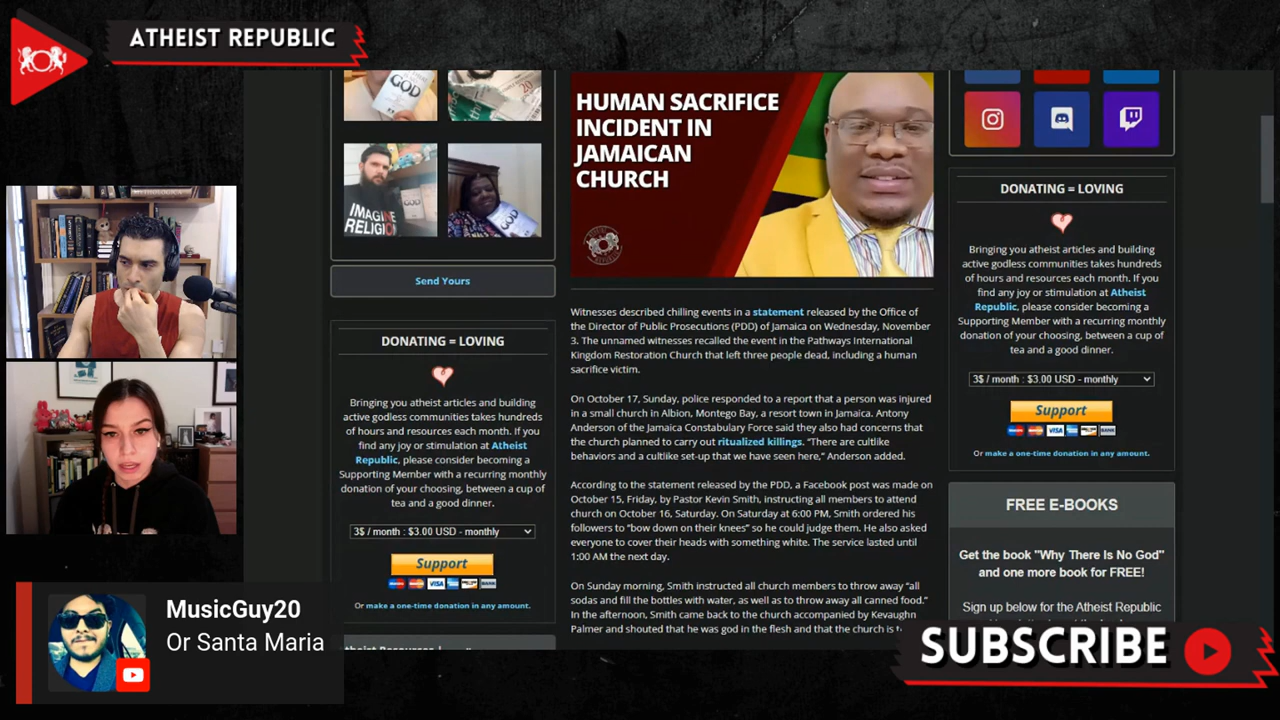 ATHEIST REPUBLIC
GOD
20
GOD
IMAGINE
RELIGION
Send Yours
DONATING = LOVING
Bringing you atheist articles and building
active godless communities takes hundreds
of hours and resources each month. If you
find any joy or stimulation at Atheist
Republic, please consider becoming a
Supporting Member with a recurring monthly
donation of your choosing, between a cup of
tea and a good dinner.
3$ / month : $3.00 USD - monthly
Support
VISA
BANK
Or make a one-time donation in any amount.
HUMAN SACRIFICE
INCIDENT IN
JAMAICAN
CHURCH
Witnesses described chilling events in a statement released by the Office of
the Director of Public Prosecutions (PDD) of Jamaica on Wednesday, November
3. The unnamed witnesses recalled the event in the Pathways International
Kingdom Restoration Church that left three people dead, including a human
sacrifice victim.
On October 17, Sunday, police responded to a report that a person was injured
in a small church in Albion, Montego Bay, a resort town in Jamaica. Antony
Anderson of the Jamaica Constabulary Force said they also had concerns that
the church planned to carry out ritualized killings. “There are cultlike
behaviors and a cultlike set-up that we have seen here,” Anderson added.
According to the statement released by the PDD, a Facebook post was made on
October 15, Friday, by Pastor Kevin Smith, instructing all members to attend
church on October 16, Saturday. On Saturday at 6:00 PM, Smith ordered his
followers to “bow down on their knees” so he could judge them. He also asked
everyone to cover their heads with something white. The service lasted until
1:00 AM the next day.
On Sunday morning, Smith instructed all church members to throw away “all
sodas and fill the bottles with water, as well as to throw away all canned food.”
In the afternoon, Smith came back to the church accompanied by Kevaughn
Palmer and shouted that he was god in the flesh and that the church is
DONATING = LOVING
Bringing you atheist articles and building
active godless communities takes hundreds
of hours and resources each month. If you
find any joy or stimulation at Atheist
Republic, please consider becoming a
Supporting Member with a recurring monthly
donation of your choosing, between a cup of
tea and a good dinner.
3$ / month : $3.00 USD - monthly
Support
VISA
BANK
Or make a one-time donation in any amount.
FREE E-BOOKS
Get the book "Why There Is No God"
and one more book for FREE!
Sign up below for the Atheist Republic
MusicGuy20
Or Santa Maria
SUBSCRIBE